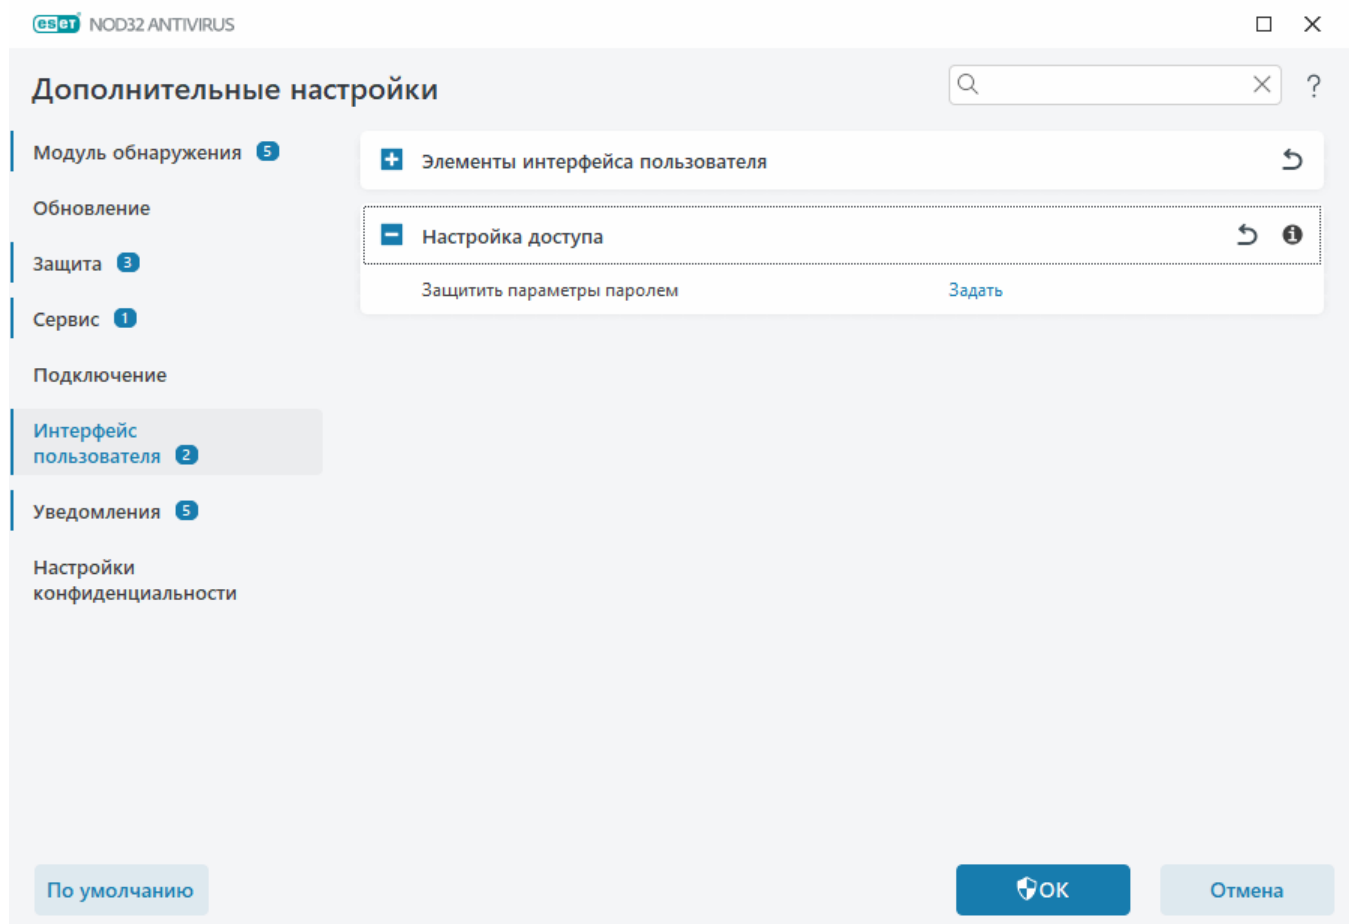 eset NOD32 ANTIVIRUS
Дополнительные настройки
?
Модуль обнаружения 5
Обновление
Защита 3
Сервис 1
Подключение
Интерфейс
пользователя 2
Уведомления 5
Настройки
конфиденциальности
Элементы интерфейса пользователя
Настройка доступа
Защитить параметры паролем Задать
По умолчанию
ОК
Отмена